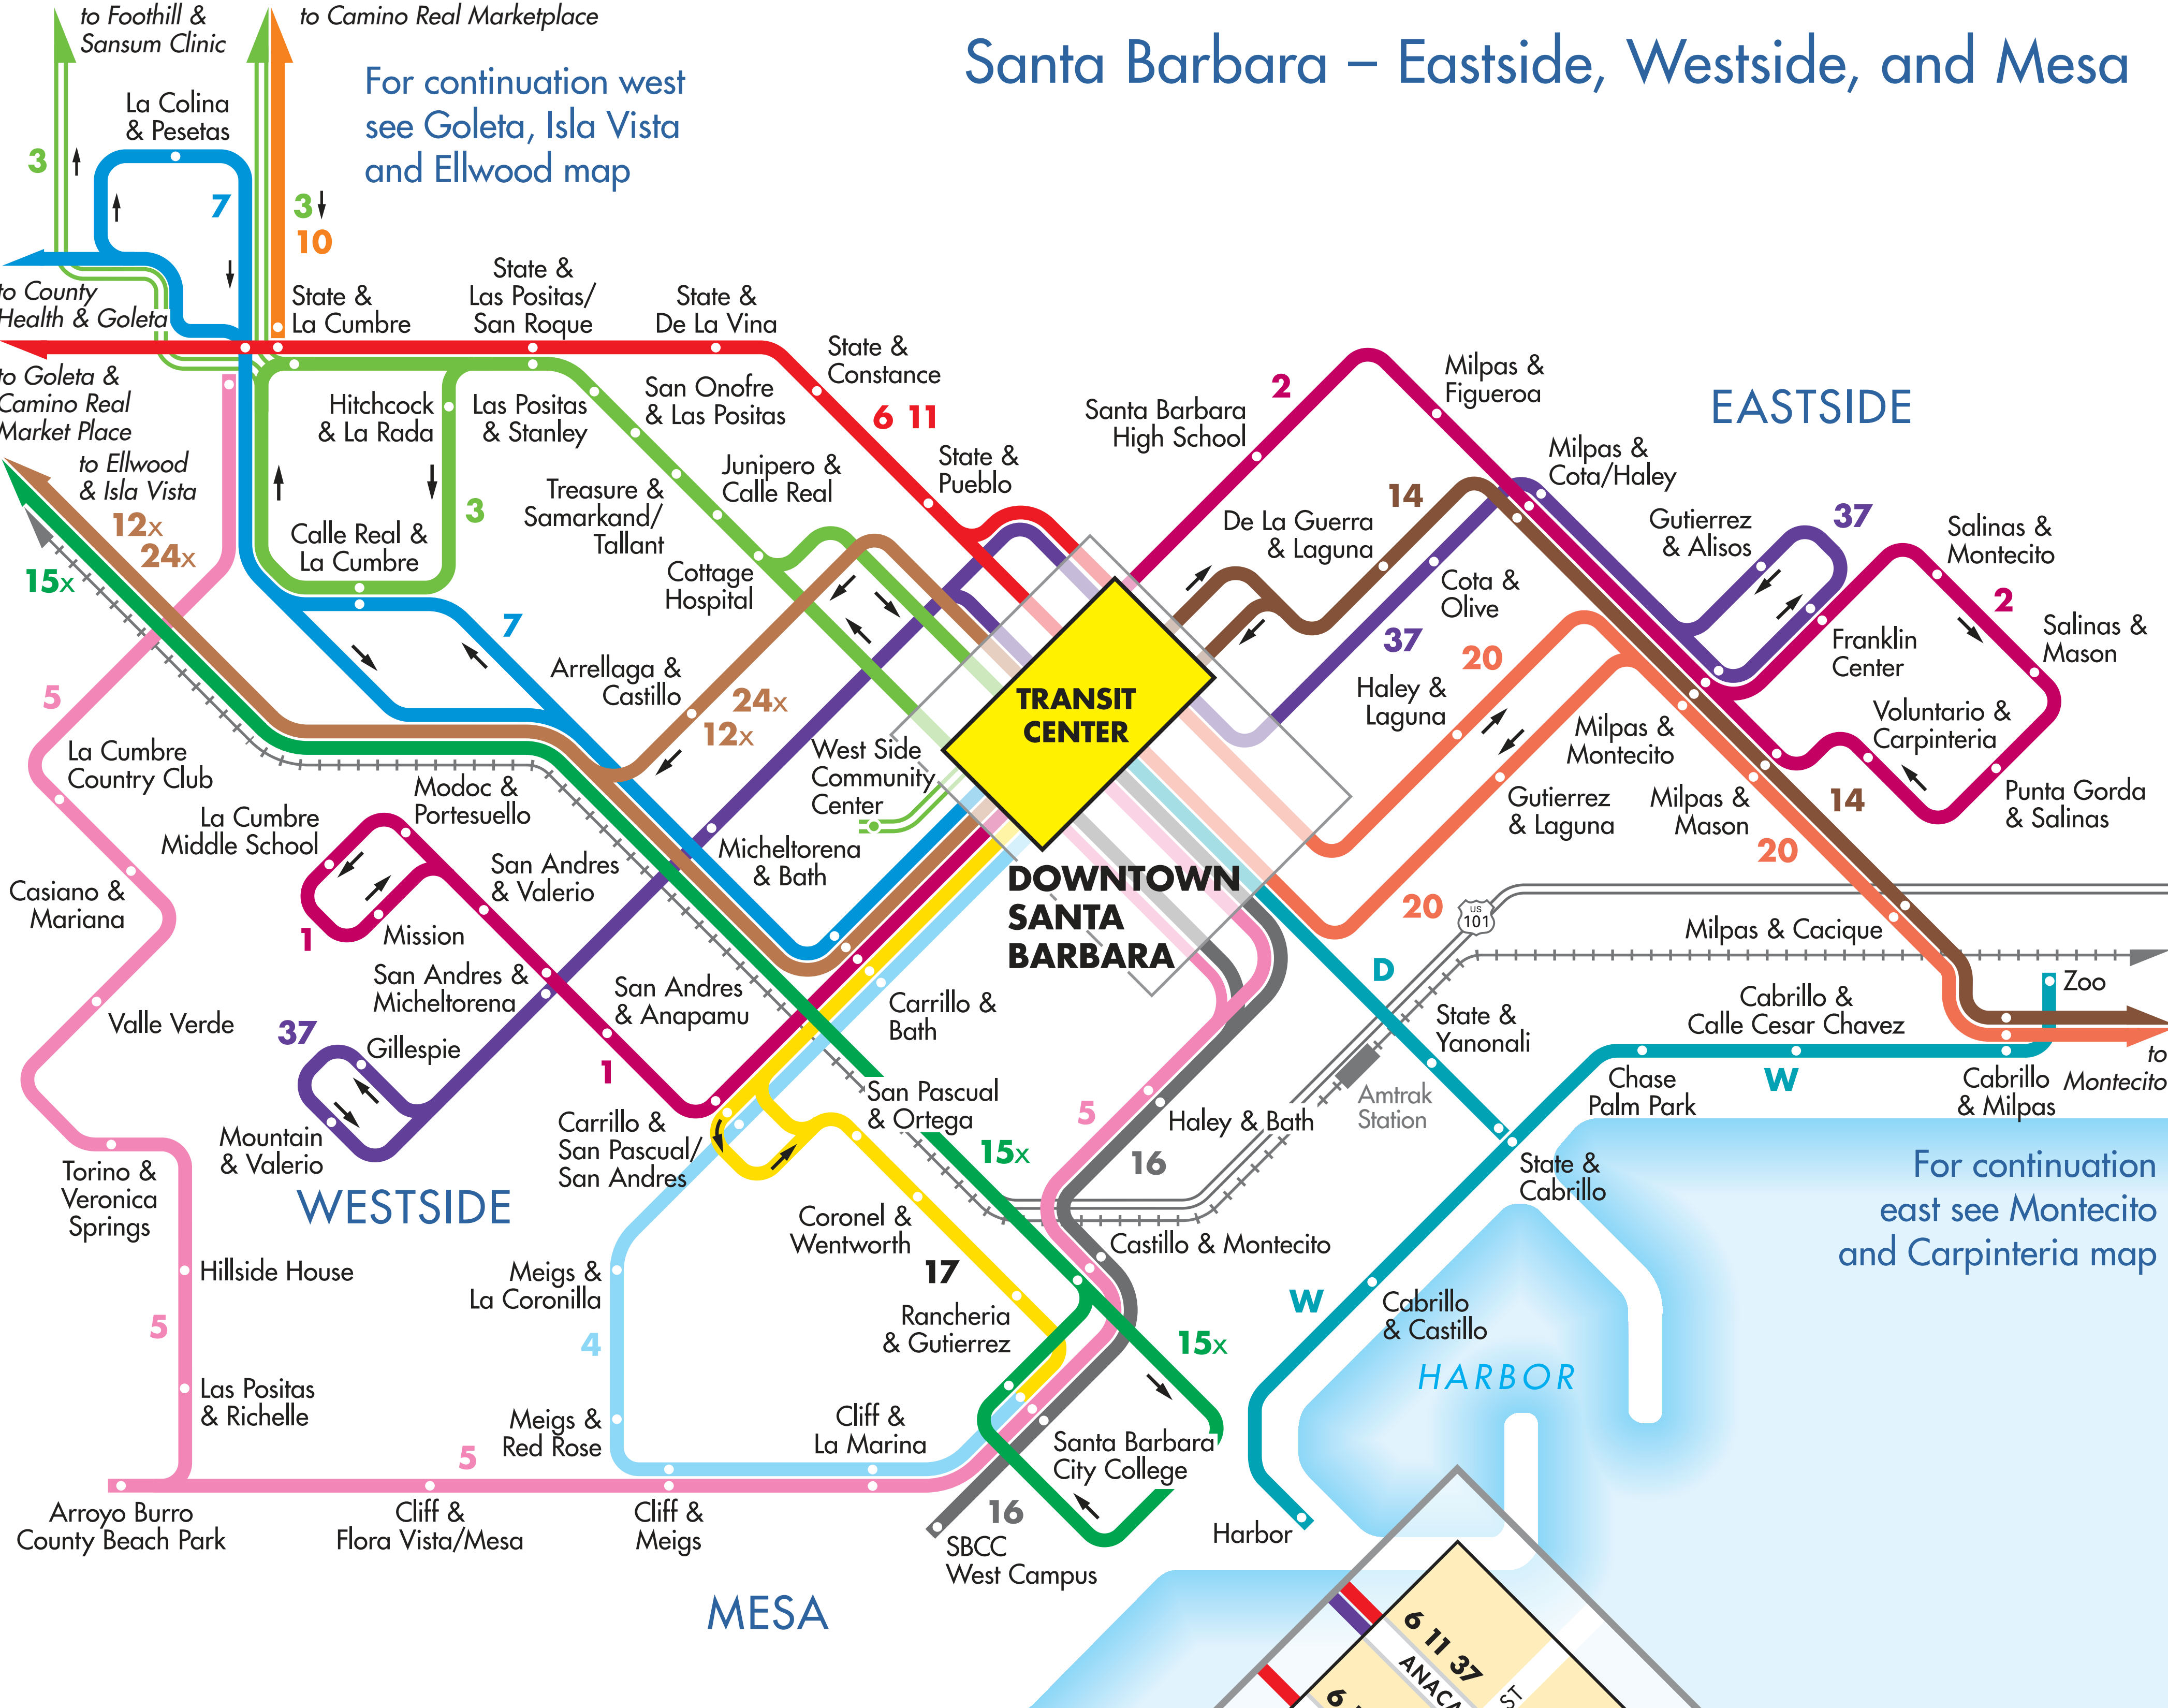 to Foothill &
Sansum Clinic
to Camino Real Marketplace
Santa Barbara – Eastside, Westside, and Mesa
For continuation west
see Goleta, Isla Vista
and Ellwood map
La Colina
& Pesetas
3
7
3
10
to County
Health & Goleta
State &
La Cumbre
State &
Las Positas/
San Roque
State &
De La Vina
State &
Constance
6 11
to Goleta &
Camino Real
Market Place
Hitchcock
& La Rada
Las Positas
& Stanley
San Onofre
& Las Positas
State &
Pueblo
to Ellwood
& Isla Vista
12x
24x
15x
Calle Real &
La Cumbre
3
Treasure &
Samarkand/
Tallant
Junipero &
Calle Real
Cottage
Hospital
7
5
Arrellaga &
Castillo
24x
12x
West Side
Community
Center
TRANSIT
CENTER
DOWNTOWN
SANTA
BARBARA
2
Santa Barbara
High School
Milpas &
Figueroa
EASTSIDE
Milpas &
Cota/Haley
14
De La Guerra
& Laguna
Gutierrez
& Alisos
37
Salinas &
Montecito
2
Cota &
Olive
37
20
Franklin
Center
Salinas &
Mason
Haley &
Laguna
Milpas &
Montecito
Voluntario &
Carpinteria
Gutierrez
& Laguna
Milpas &
Mason
14
Punta Gorda
& Salinas
20
20
US
101
Milpas & Cacique
La Cumbre
Country Club
Modoc &
Portesuello
La Cumbre
Middle School
San Andres
& Valerio
Micheltorena
& Bath
Casiano &
Mariana
1
Mission
San Andres &
Micheltorena
San Andres
& Anapamu
Carrillo &
Bath
D
Zoo
Valle Verde
37
Gillespie
1
State &
Yanonali
Cabrillo &
Calle Cesar Chavez
to
Montecito
San Pascual
& Ortega
Amtrak
Station
Chase
Palm Park
W
Cabrillo
& Milpas
Carrillo &
San Pascual/
San Andres
5
Haley & Bath
15x
16
Mountain
& Valerio
Torino &
Veronica
Springs
WESTSIDE
State &
Cabrillo
For continuation
east see Montecito
and Carpinteria map
Coronel &
Wentworth
Castillo & Montecito
Hillside House
Meigs &
La Coronilla
17
W
Cabrillo
& Castillo
5
4
Rancheria
& Gutierrez
15x
HARBOR
Las Positas
& Richelle
Meigs &
Red Rose
Cliff &
La Marina
5
Santa Barbara
City College
Arroyo Burro
County Beach Park
Cliff &
Flora Vista/Mesa
Cliff &
Meigs
16
SBCC
West Campus
Harbor
MESA
6 11 37
ANACA
ST
6